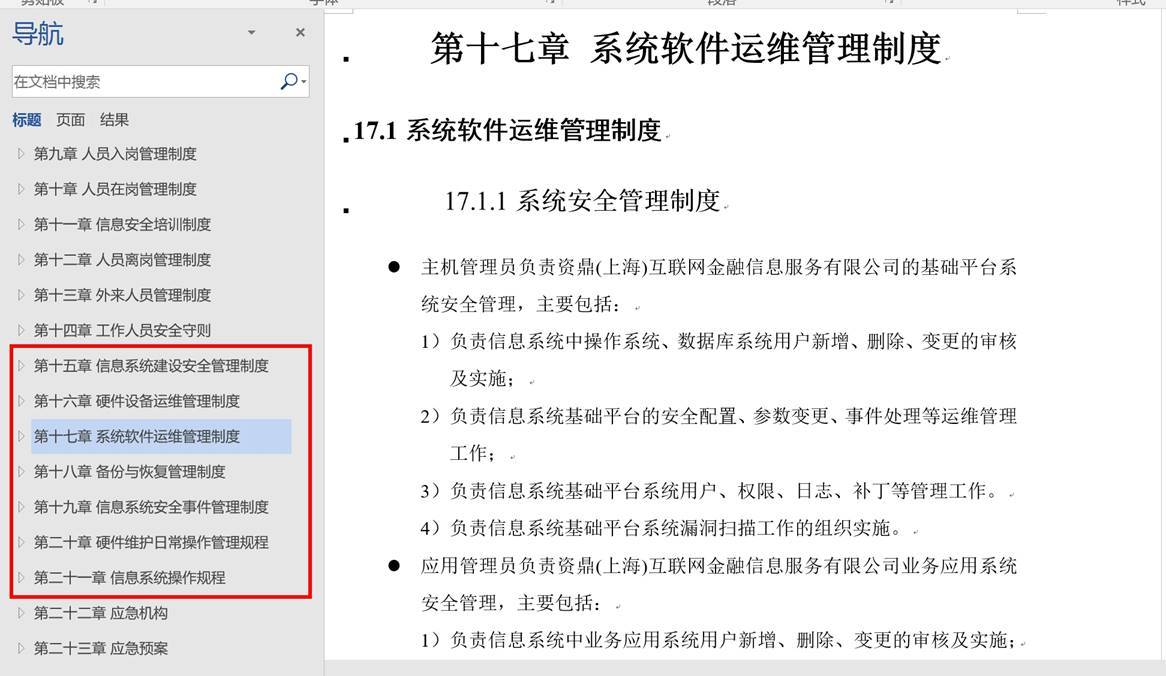 剪贴板
字体
段落
样式
导航
在文档中搜索
标题 页面 结果
第九章 人员入岗管理制度
第十章 人员在岗管理制度
第十一章 信息安全培训制度
第十二章 人员离岗管理制度
第十三章 外来人员管理制度
第十四章 工作人员安全守则
第十五章 信息系统建设安全管理制度
第十六章 硬件设备运维管理制度
第十七章 系统软件运维管理制度
第十八章 备份与恢复管理制度
第十九章 信息系统安全事件管理制度
第二十章 硬件维护日常操作管理规程
第二十一章 信息系统操作规程
第二十二章 应急机构
第二十三章 应急预案
第十七章 系统软件运维管理制度
17.1 系统软件运维管理制度
17.1.1 系统安全管理制度
● 主机管理员负责资鼎(上海)互联网金融信息服务有限公司的基础平台系
统安全管理，主要包括：
1）负责信息系统中操作系统、数据库系统用户新增、删除、变更的审核
及实施；
2）负责信息系统基础平台的安全配置、参数变更、事件处理等运维管理
工作；
3）负责信息系统基础平台系统用户、权限、日志、补丁等管理工作。
4）负责信息系统基础平台系统漏洞扫描工作的组织实施。
● 应用管理员负责资鼎(上海)互联网金融信息服务有限公司业务应用系统
安全管理，主要包括：
1）负责信息系统中业务应用系统用户新增、删除、变更的审核及实施；